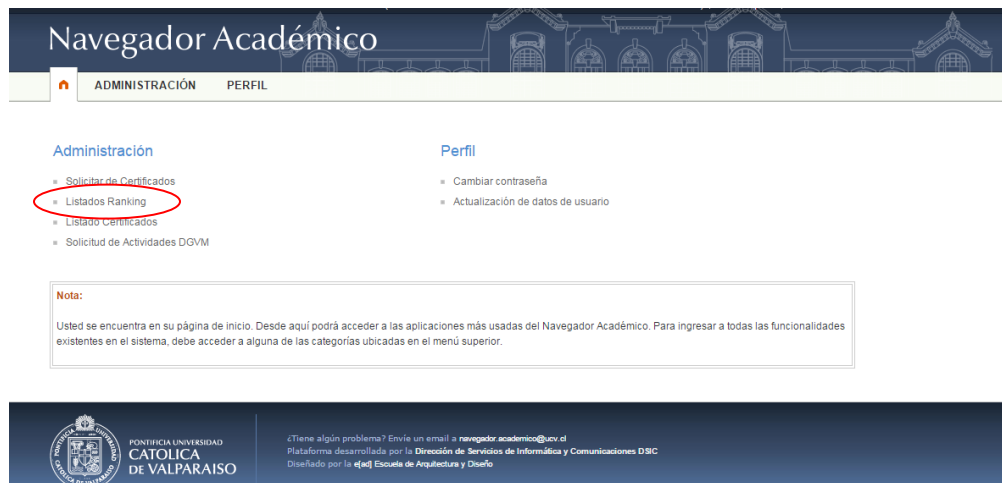 Navegador Académico
ADMINISTRACIÓN PERFIL
Administración
Solicitar de Certificados
Listados Ranking
Listado Certificados
Solicitud de Actividades DGVM
Perfil
Cambiar contraseña
Actualización de datos de usuario
Nota:
Usted se encuentra en su página de inicio. Desde aquí podrá acceder a las aplicaciones más usadas del Navegador Académico. Para ingresar a todas las funcionalidades
existentes en el sistema, debe acceder a alguna de las categorías ubicadas en el menú superior.
PONTIFICIA UNIVERSIDAD
CATOLICA
DE VALPARAISO
¿Tiene algún problema? Envíe un email a navegador.academico@ucv.cl
Plataforma desarrollada por la Dirección de Servicios de Informática y Comunicaciones DSIC
Diseñado por la e[ad] Escuela de Arquitectura y Diseño